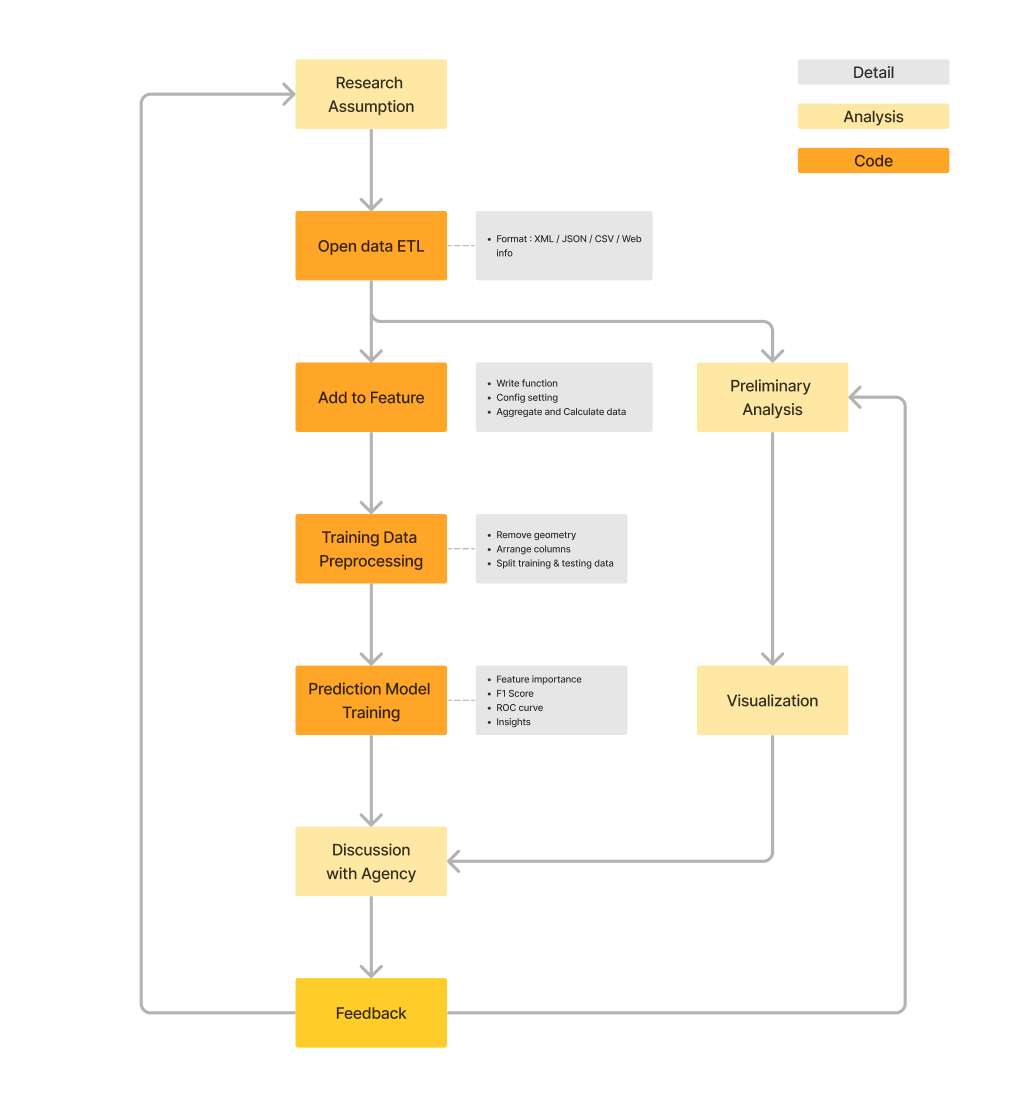 Research
Assumption
Detail
Analysis
Code
Open data ETL
• Format : XML / JSON / CSV / Web
info
Add to Feature
• Write function
• Config setting
• Aggregate and Calculate data
Preliminary
Analysis
Training Data
Preprocessing
• Remove geometry
• Arrange columns
• Split training & testing data
Prediction Model
Training
• Feature importance
• F1 Score
• ROC curve
• Insights
Visualization
Discussion
with Agency
Feedback